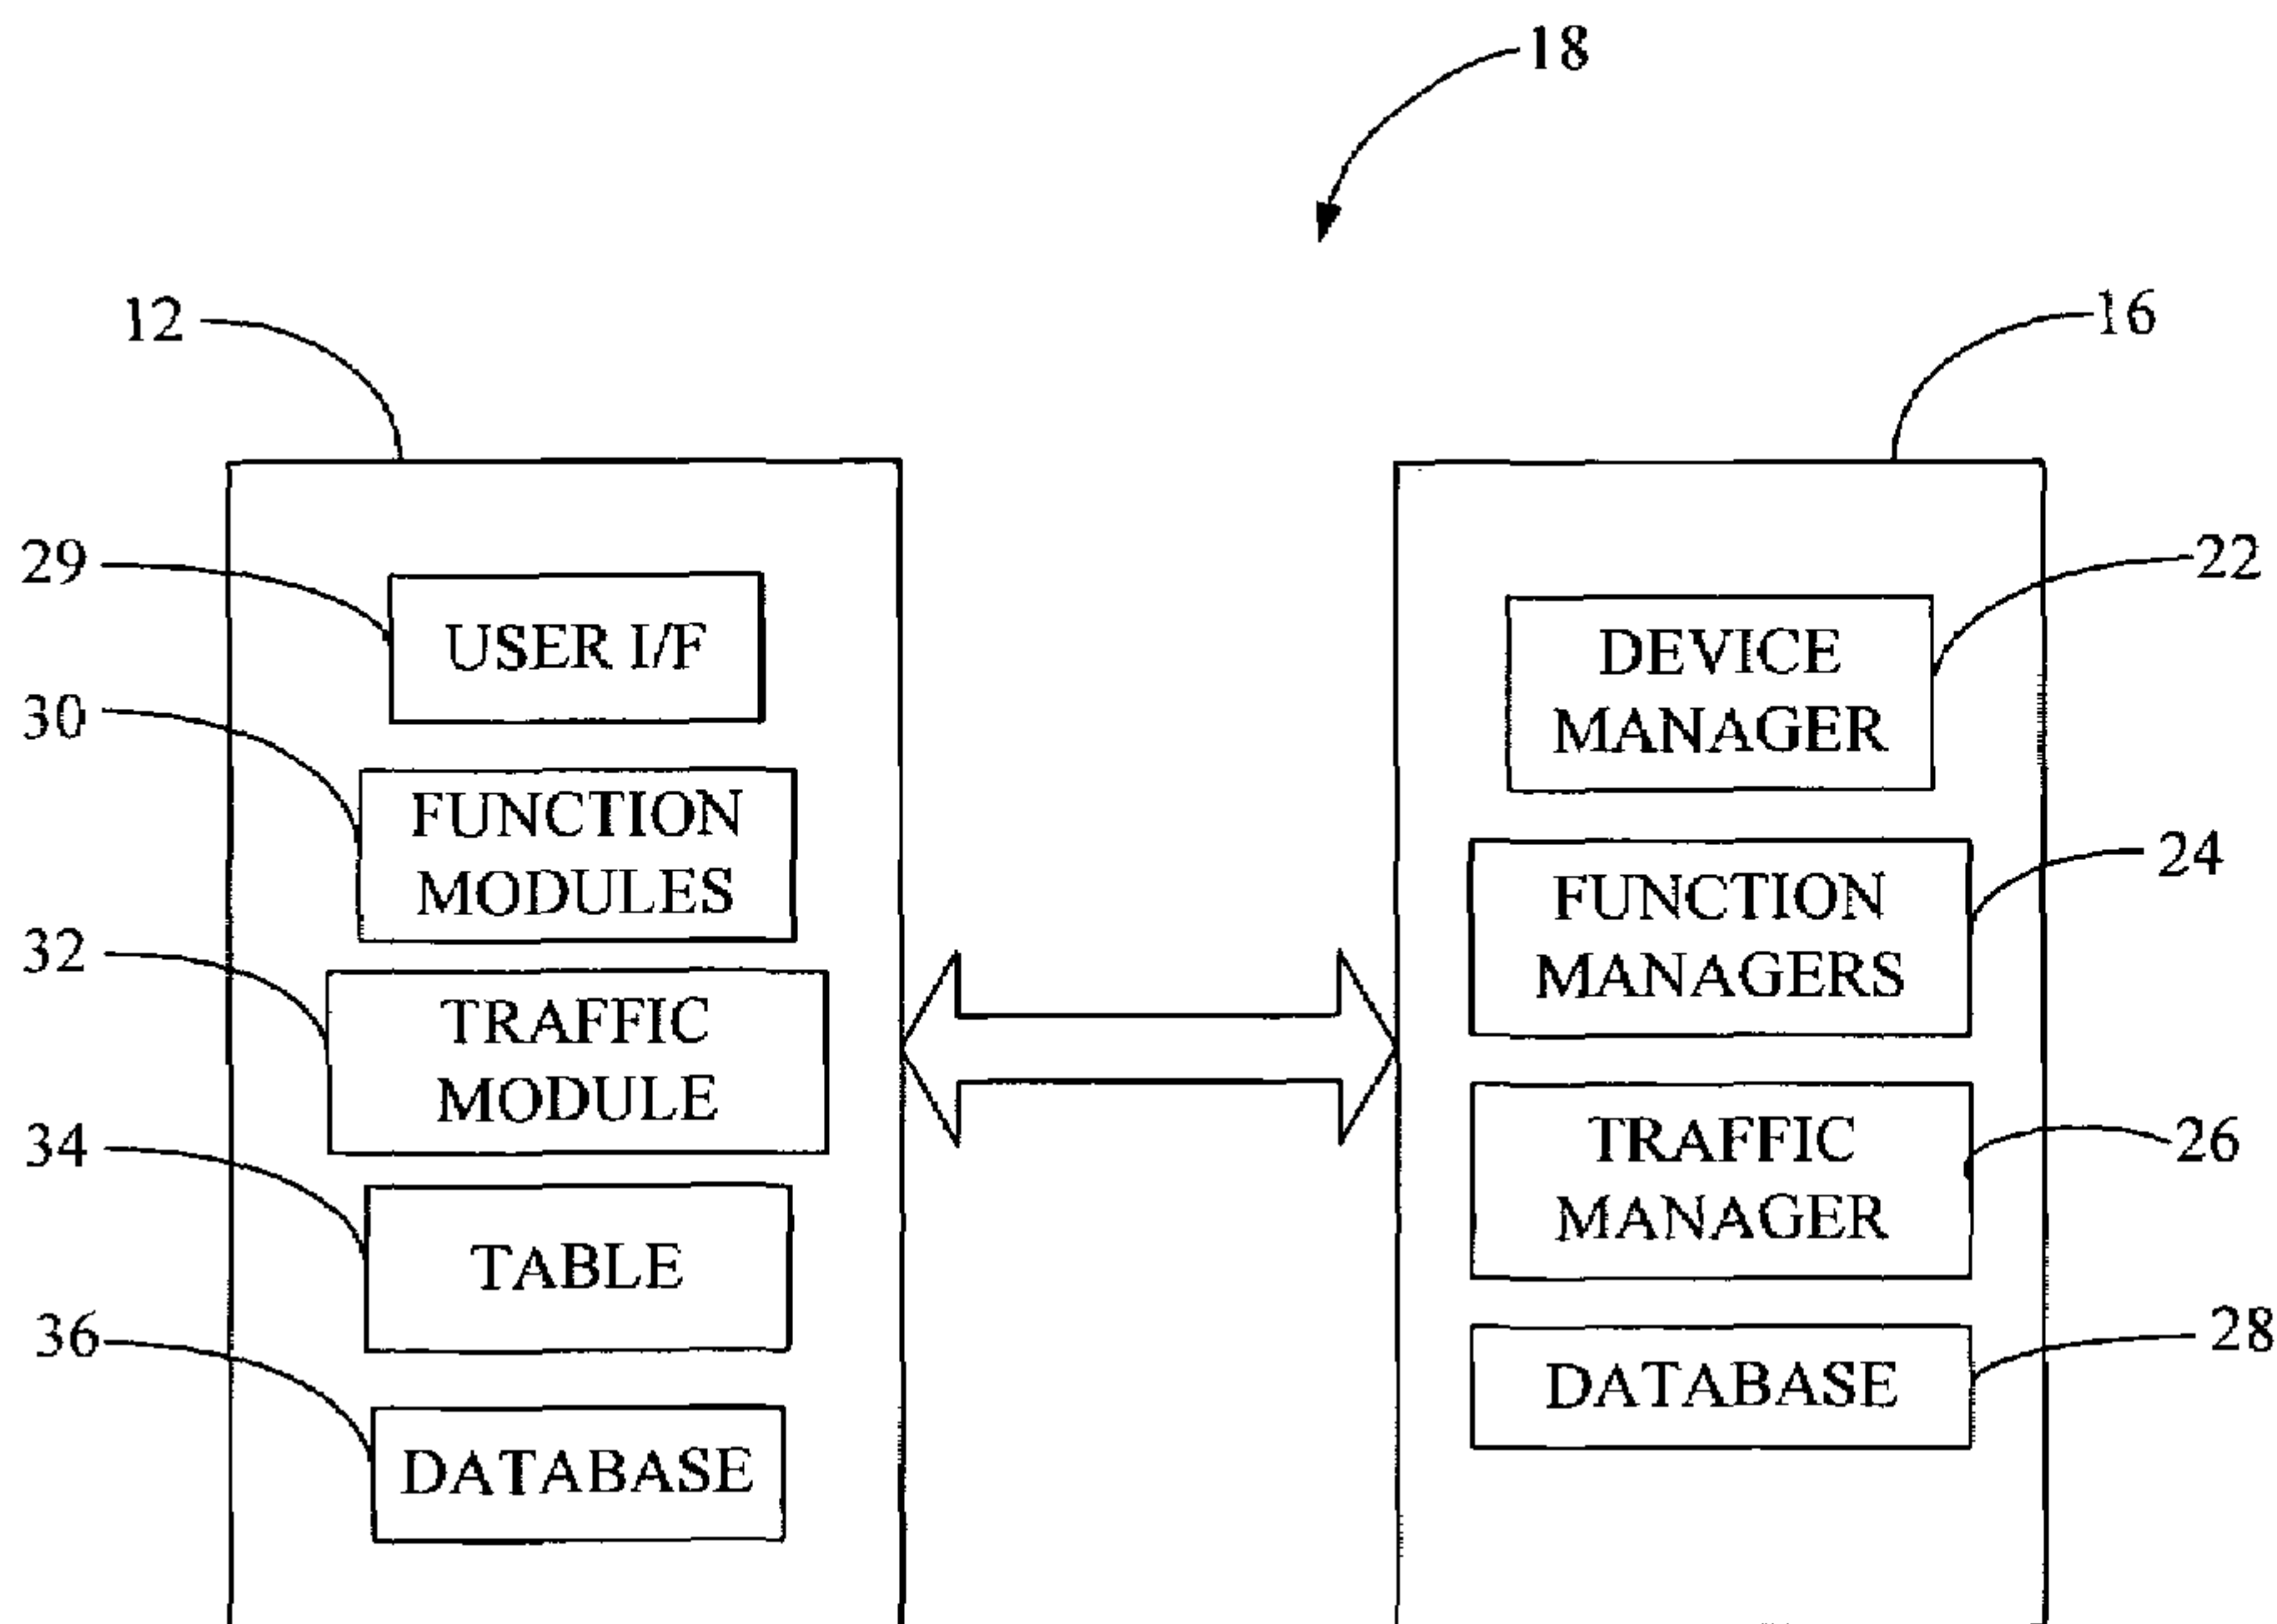 18
12
16
29
USER I/F
30
FUNCTION
MODULES
32
TRAFFIC
MODULE
34
TABLE
36
DATABASE
22
DEVICE
MANAGER
24
FUNCTION
MANAGERS
26
TRAFFIC
MANAGER
28
DATABASE